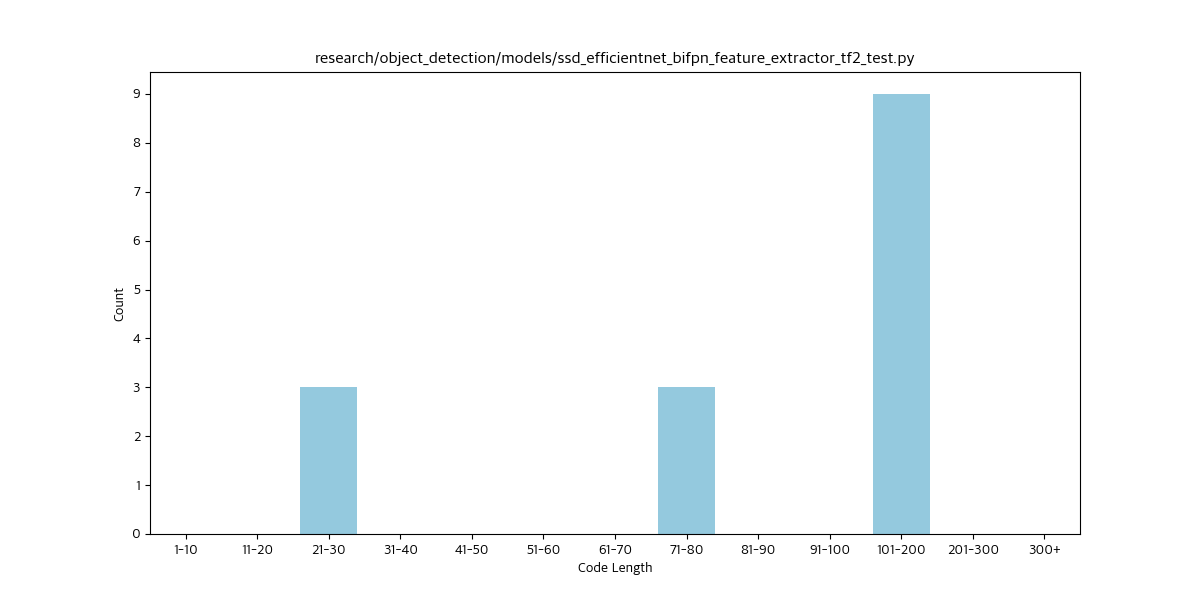 research/object_detection/models/ssd_efficientnet_bifpn_feature_extractor_tf2_test.py
9
8
7
6
5
4
3
2
1
0
Count
1-10 11-20 21-30 31-40 41-50 51-60 61-70 71-80 81-90 91-100 101-200 201-300 300+
Code Length